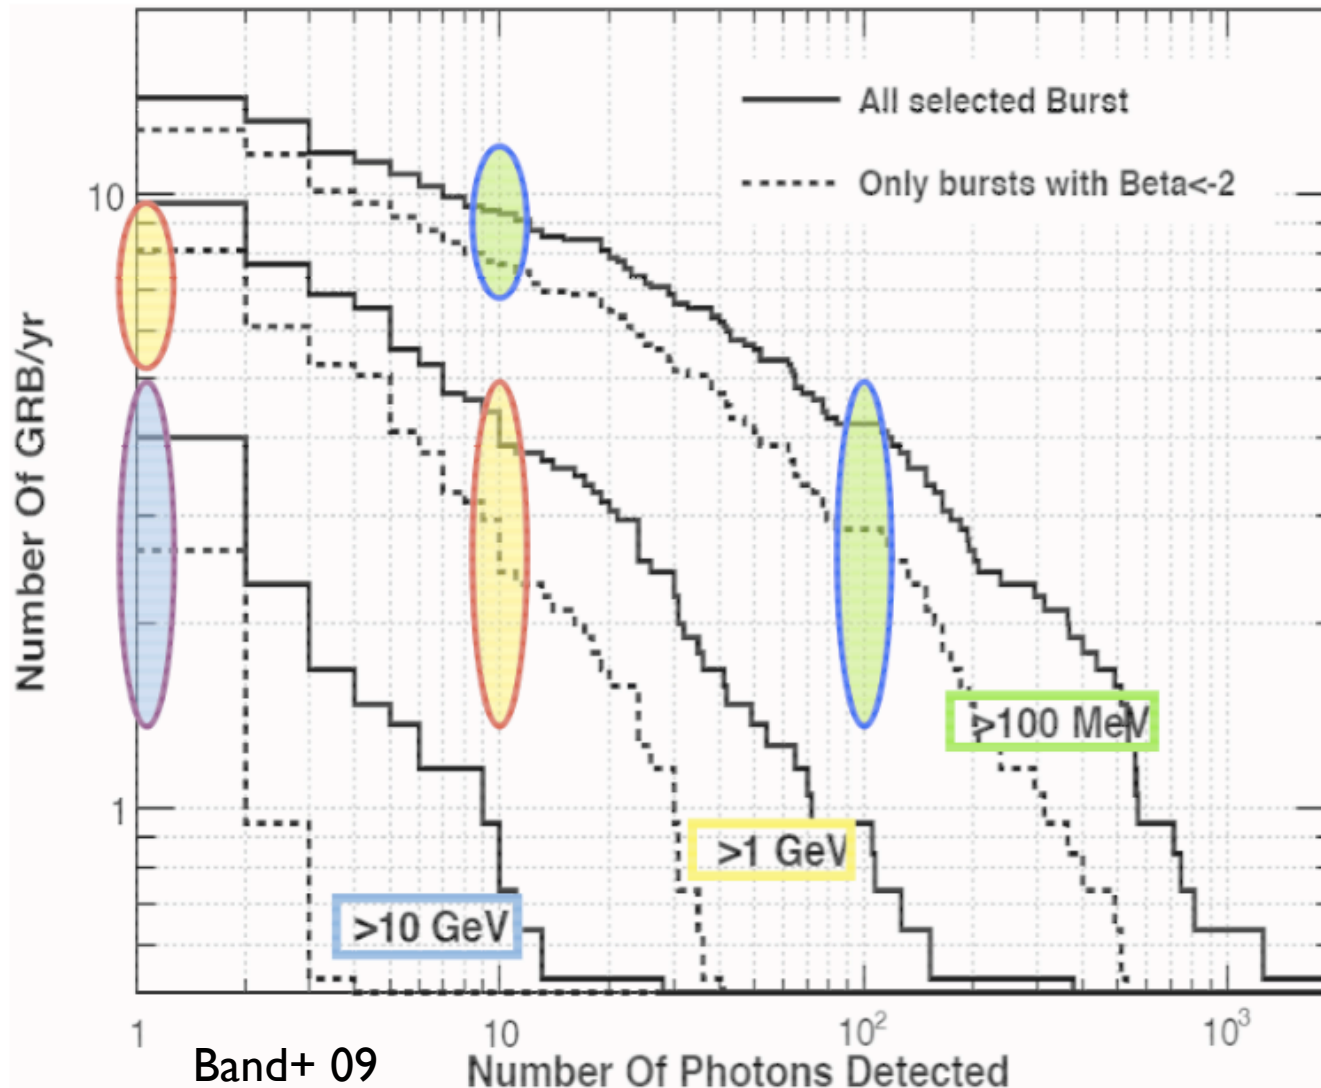 All selected Burst
Only bursts with Beta<-2
Number Of GRB/yr
10
1
>100 MeV
>1 GeV
>10 GeV
1
10
10²
10³
Band+ 09
Number Of Photons Detected